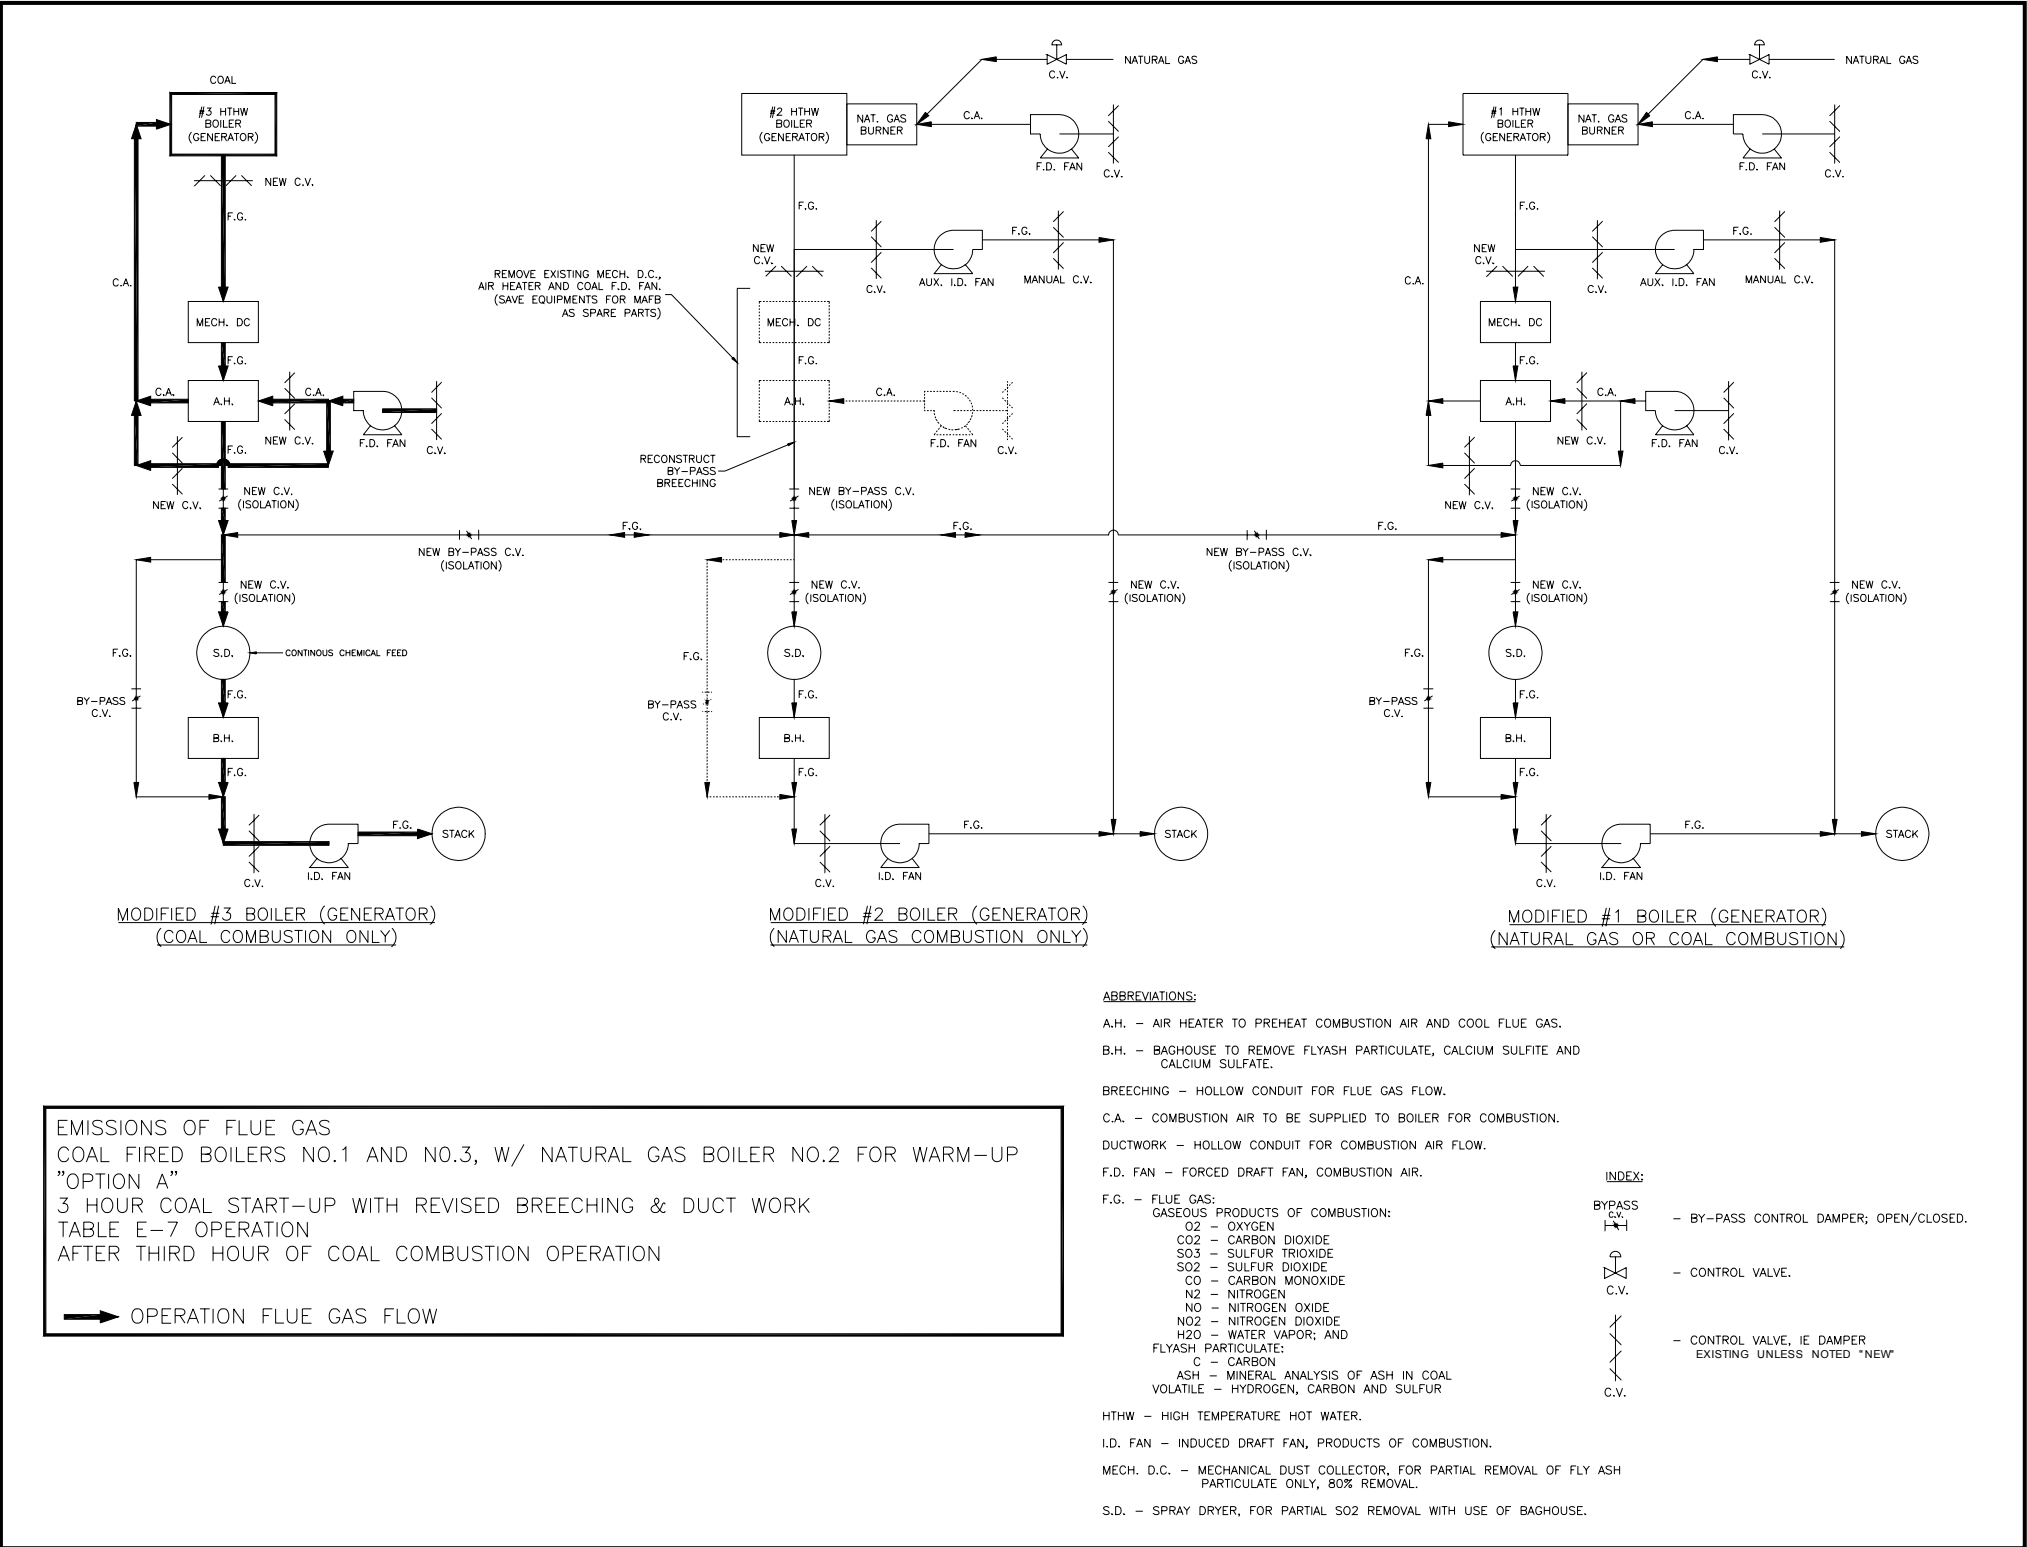 COAL
#3 HTHW
BOILER
(GENERATOR)
NEW C.V.
F.G.
C.A.
MECH. DC
F.G.
C.A.
A.H.
C.A.
NEW C.V.
F.D. FAN
C.V.
F.G.
NEW C.V.
NEW C.V.
(ISOLATION)
NEW BY-PASS C.V.
(ISOLATION)
F.G.
NEW C.V.
(ISOLATION)
F.G.
S.D.
CONTINOUS CHEMICAL FEED
F.G.
BY-PASS
C.V.
B.H.
F.G.
C.V.
I.D. FAN
F.G.
STACK
MODIFIED #3 BOILER (GENERATOR)
(COAL COMBUSTION ONLY)
NATURAL GAS
C.V.
#2 HTHW
BOILER
(GENERATOR)
NAT. GAS
BURNER
C.A.
F.D. FAN
C.V.
F.G.
NEW
C.V.
C.V.
AUX. I.D. FAN
F.G.
MANUAL C.V.
REMOVE EXISTING MECH. D.C.,
AIR HEATER AND COAL F.D. FAN.
(SAVE EQUIPMENTS FOR MAFB
AS SPARE PARTS)
MECH. DC
F.G.
A.H.
C.A.
F.D. FAN
C.V.
RECONSTRUCT
BY-PASS
BREECHING
NEW BY-PASS C.V.
(ISOLATION)
F.G.
NEW BY-PASS C.V.
(ISOLATION)
F.G.
NEW C.V.
(ISOLATION)
NEW C.V.
(ISOLATION)
F.G.
S.D.
F.G.
BY-PASS
C.V.
B.H.
F.G.
C.V.
I.D. FAN
F.G.
STACK
MODIFIED #2 BOILER (GENERATOR)
(NATURAL GAS COMBUSTION ONLY)
NATURAL GAS
C.V.
#1 HTHW
BOILER
(GENERATOR)
NAT. GAS
BURNER
C.A.
F.D. FAN
C.V.
F.G.
NEW
C.V.
C.V.
AUX. I.D. FAN
F.G.
MANUAL C.V.
C.A.
MECH. DC
F.G.
A.H.
C.A.
NEW C.V.
F.D. FAN
C.V.
NEW C.V.
NEW C.V.
(ISOLATION)
NEW C.V.
(ISOLATION)
NEW C.V.
(ISOLATION)
F.G.
S.D.
F.G.
BY-PASS
C.V.
B.H.
F.G.
C.V.
I.D. FAN
F.G.
STACK
MODIFIED #1 BOILER (GENERATOR)
(NATURAL GAS OR COAL COMBUSTION)
EMISSIONS OF FLUE GAS
COAL FIRED BOILERS NO.1 AND NO.3, W/ NATURAL GAS BOILER NO.2 FOR WARM-UP
"OPTION A"
3 HOUR COAL START-UP WITH REVISED BREECHING & DUCT WORK
TABLE E-7 OPERATION
AFTER THIRD HOUR OF COAL COMBUSTION OPERATION
OPERATION FLUE GAS FLOW
ABBREVIATIONS:
A.H. - AIR HEATER TO PREHEAT COMBUSTION AIR AND COOL FLUE GAS.
B.H. - BAGHOUSE TO REMOVE FLYASH PARTICULATE, CALCIUM SULFITE AND
CALCIUM SULFATE.
BREECHING - HOLLOW CONDUIT FOR FLUE GAS FLOW.
C.A. - COMBUSTION AIR TO BE SUPPLIED TO BOILER FOR COMBUSTION.
DUCTWORK - HOLLOW CONDUIT FOR COMBUSTION AIR FLOW.
F.D. FAN - FORCED DRAFT FAN, COMBUSTION AIR.
F.G. - FLUE GAS:
GASEOUS PRODUCTS OF COMBUSTION:
O2 - OXYGEN
CO2 - CARBON DIOXIDE
SO3 - SULFUR TRIOXIDE
SO2 - SULFUR DIOXIDE
CO - CARBON MONOXIDE
N2 - NITROGEN
NO - NITROGEN OXIDE
NO2 - NITROGEN DIOXIDE
H2O - WATER VAPOR; AND
FLYASH PARTICULATE:
C - CARBON
ASH - MINERAL ANALYSIS OF ASH IN COAL
VOLATILE - HYDROGEN, CARBON AND SULFUR
HTHW - HIGH TEMPERATURE HOT WATER.
I.D. FAN - INDUCED DRAFT FAN, PRODUCTS OF COMBUSTION.
MECH. D.C. - MECHANICAL DUST COLLECTOR, FOR PARTIAL REMOVAL OF FLY ASH
PARTICULATE ONLY, 80% REMOVAL.
S.D. - SPRAY DRYER, FOR PARTIAL SO2 REMOVAL WITH USE OF BAGHOUSE.
INDEX:
BYPASS
C.V.
- BY-PASS CONTROL DAMPER; OPEN/CLOSED.
- CONTROL VALVE.
C.V.
- CONTROL VALVE, IE DAMPER
EXISTING UNLESS NOTED "NEW"
C.V.